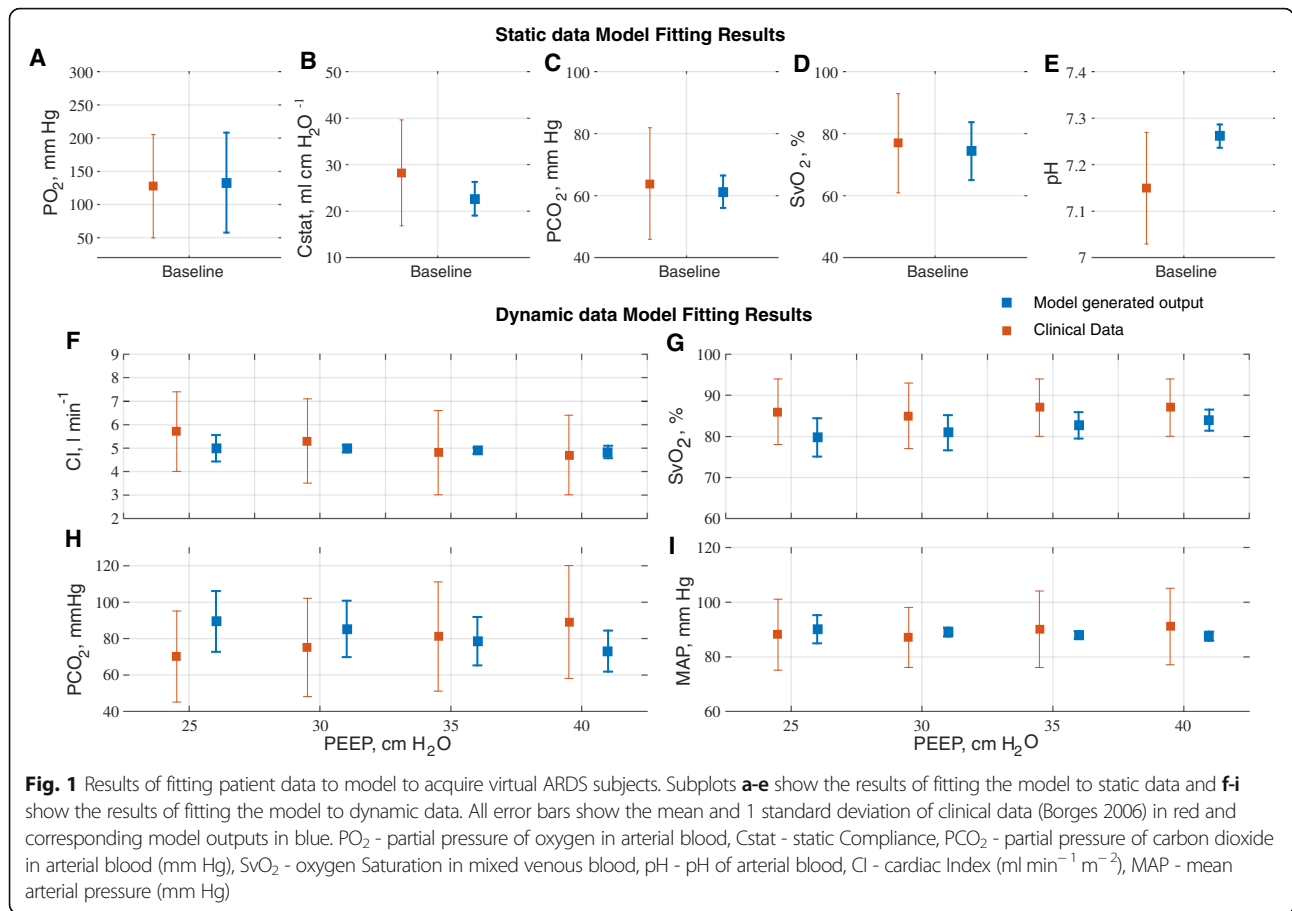 Static data Model Fitting Results
A
PO₂, mm Hg
300
250
200
150
100
50
Baseline
B
Cstat, ml cm H₂O⁻¹
50
40
30
20
10
Baseline
C
PCO₂, mm Hg
100
80
60
40
Baseline
D
SvO₂, %
100
80
60
40
Baseline
E
pH
7.4
7.3
7.2
7.1
7
Baseline
Model generated output
Clinical Data
Dynamic data Model Fitting Results
F
CI, l min⁻¹
9
8
7
6
5
4
3
2
G
SvO₂, %
100
90
80
70
60
H
PCO₂, mmHg
120
100
80
60
40
25 30 35 40
PEEP, cm H₂O
I
MAP, mm Hg
120
100
80
60
25 30 35 40
PEEP, cm H₂O
Fig. 1 Results of fitting patient data to model to acquire virtual ARDS subjects. Subplots a-e show the results of fitting the model to static data and f-i
show the results of fitting the model to dynamic data. All error bars show the mean and 1 standard deviation of clinical data (Borges 2006) in red and
corresponding model outputs in blue. PO₂ - partial pressure of oxygen in arterial blood, Cstat - static Compliance, PCO₂ - partial pressure of carbon dioxide
in arterial blood (mm Hg), SvO₂ - oxygen Saturation in mixed venous blood, pH - pH of arterial blood, CI - cardiac Index (ml min⁻¹ m⁻²), MAP - mean
arterial pressure (mm Hg)